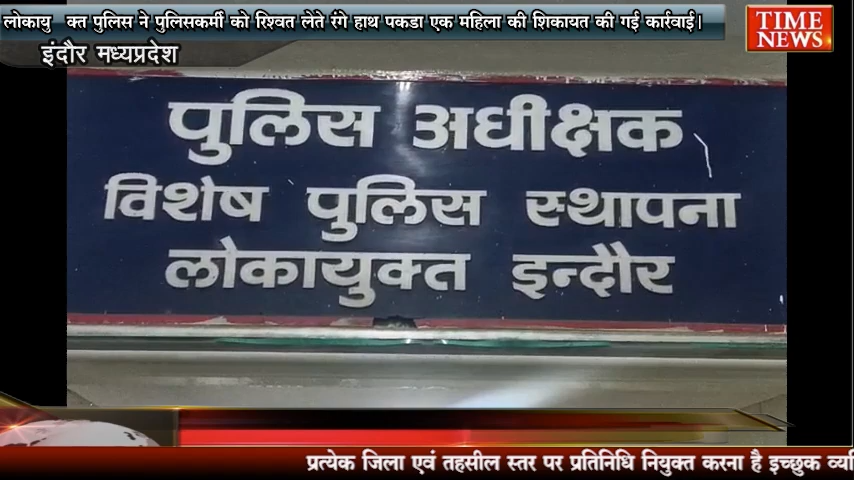 लोकायु क्त पुलिस ने पुलिसकर्मी को रिश्वत लेते रंगे हाथ पकडा एक महिला की शिकायत की गई कार्रवाई।
TIME
NEWS
इंदौर मध्यप्रदेश
पुलिस अधीक्षक
विशेष पुलिस स्थापना
लोकायुक्त इन्दौर
प्रत्येक जिला एवं तहसील स्तर पर प्रतिनिधि नियुक्त करना है इच्छुक